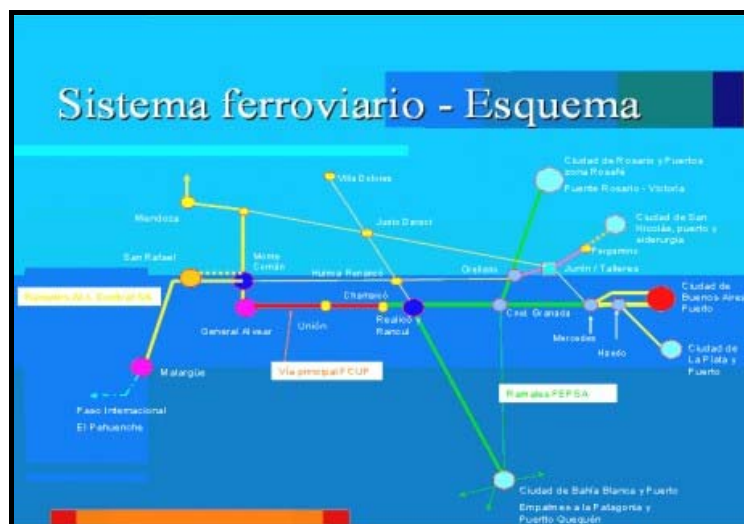 Sistema ferroviario - Esquema
Ciudad de Rosario y Puertos
zona Rosafé
Puente Rosario - Victoria
Villa Dolores
Mendoza
Justo Daract
Ciudad de San
Nicolás, puerto y
siderurgia
Pergamino
San Rafael
Monte
Comán
Huinca Renancó
Orellano
Junín / Talleres
Ciudad de
Buenos Aires
Puerto
Chamaicó
General Alvear
Unión
Realicó y
Rancul
Cnel. Granada
Mercedes
Haedo
Ciudad de
La Plata y
Puerto
Malargüe
Vía principal FCUP
Ramales FEPSA
Paso Internacional
El Pehuenche
Ciudad de Bahía Blanca y Puerto
Empalmes a la Patagonia y
Puerto Quequén